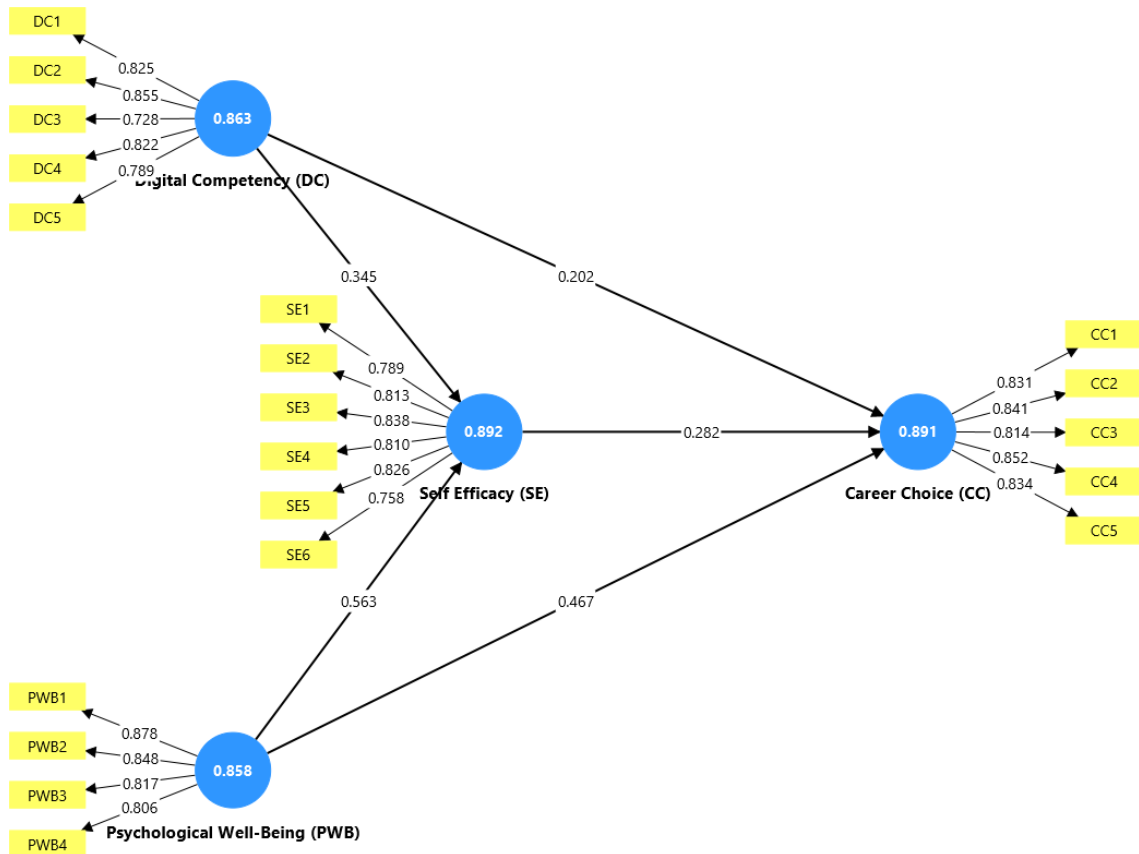 DC1
DC2
DC3
DC4
DC5
0.825
0.855
0.728
0.822
0.789
0.863
Digital Competency (DC)
0.345
0.202
SE1
SE2
SE3
SE4
SE5
SE6
0.789
0.813
0.838
0.810
0.826
0.758
0.892
Self Efficacy (SE)
0.282
0.891
Career Choice (CC)
0.831
0.841
0.814
0.852
0.834
CC1
CC2
CC3
CC4
CC5
0.563
0.467
PWB1
PWB2
PWB3
PWB4
0.878
0.848
0.817
0.806
0.858
Psychological Well-Being (PWB)